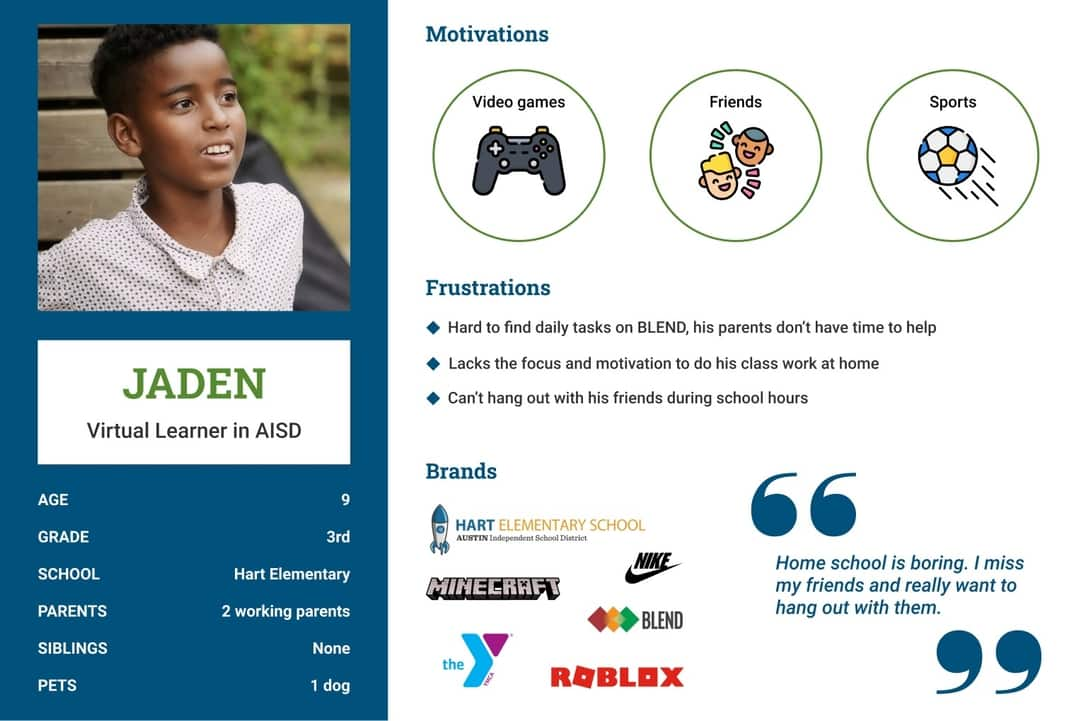 JADEN
Virtual Learner in AISD
AGE 9
GRADE 3rd
SCHOOL Hart Elementary
PARENTS 2 working parents
SIBLINGS None
PETS 1 dog
Motivations
Video games
Friends
Sports
Frustrations
Hard to find daily tasks on BLEND, his parents don’t have time to help
Lacks the focus and motivation to do his class work at home
Can’t hang out with his friends during school hours
Brands
HART ELEMENTARY SCHOOL
AUSTIN Independent School District
NIKE
MINECRAFT
BLEND
the Y
YMCA
ROBLOX
“
Home school is boring. I miss
my friends and really want to
hang out with them.
”